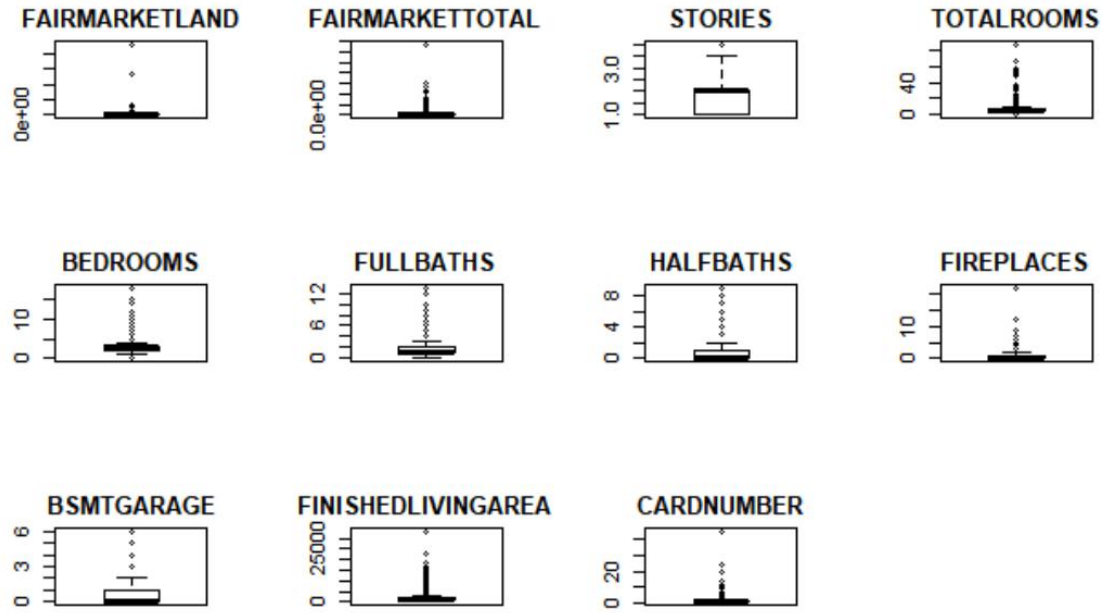 FAIRMARKETLAND
0e+00
FAIRMARKETTOTAL
0.0e+00
STORIES
3.0
1.0
TOTALROOMS
40
0
BEDROOMS
10
0
FULLBATHS
12
6
0
HALFBATHS
8
4
0
FIREPLACES
10
0
BSMTGARAGE
6
3
0
FINISHEDLIVINGAREA
25000
0
CARDNUMBER
20
0